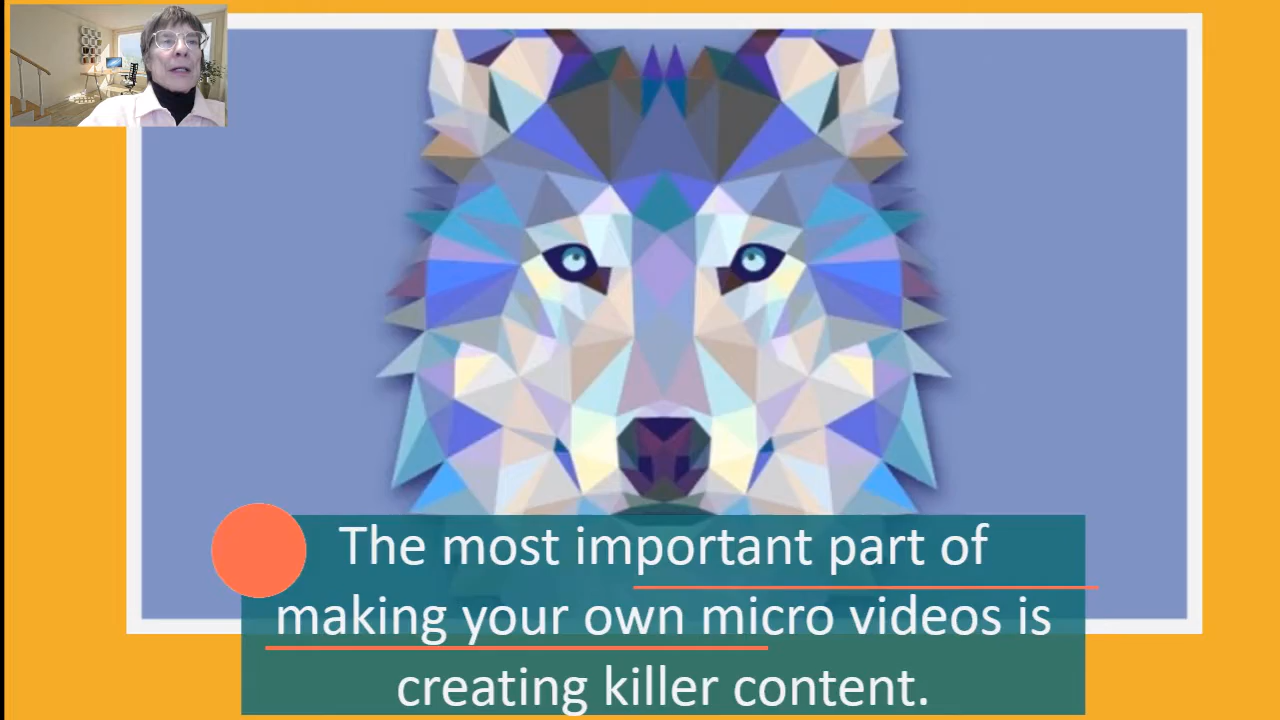 The most important part of
making your own micro videos is
creating killer content.